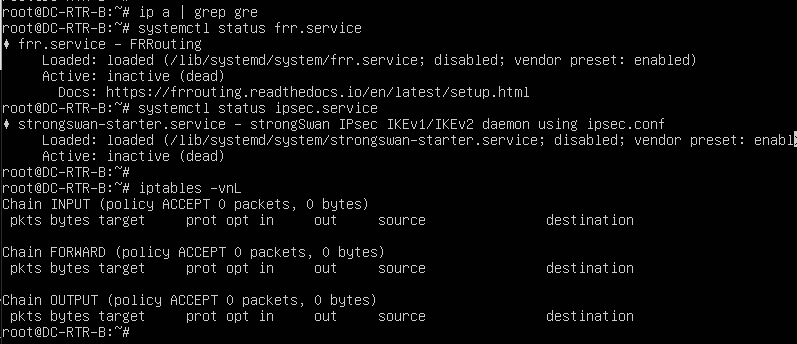 root@DC-RTR-B:~# ip a | grep gre
root@DC-RTR-B:~# systemctl status frr.service
♦ frr.service - FRRouting
Loaded: loaded (/lib/systemd/system/frr.service; disabled; vendor preset: enabled)
Active: inactive (dead)
Docs: https://frrouting.readthedocs.io/en/latest/setup.html
root@DC-RTR-B:~# systemctl status ipsec.service
♦ strongswan-starter.service - strongSwan IPsec IKEv1/IKEv2 daemon using ipsec.conf
Loaded: loaded (/lib/systemd/system/strongswan-starter.service; disabled; vendor preset: enabl
Active: inactive (dead)
root@DC-RTR-B:~#
root@DC-RTR-B:~# iptables -vnL
Chain INPUT (policy ACCEPT 0 packets, 0 bytes)
pkts bytes target prot opt in out source destination
Chain FORWARD (policy ACCEPT 0 packets, 0 bytes)
pkts bytes target prot opt in out source destination
Chain OUTPUT (policy ACCEPT 0 packets, 0 bytes)
pkts bytes target prot opt in out source destination
root@DC-RTR-B:~#